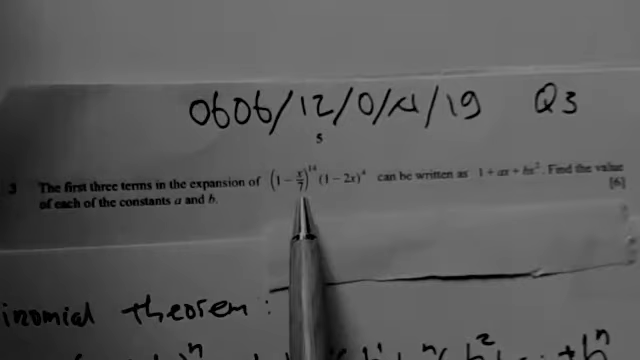 0606/12/O/N/19 Q3
5
3 The first three terms in the expansion of (1 − x/7)^14 (1 − 2x)^4 can be written as 1 + ax + bx². Find the value
of each of the constants a and b. [6]
inomial theorem: